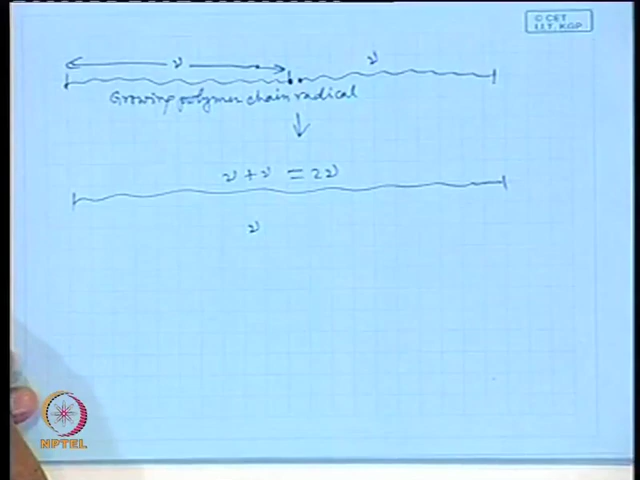 © CET
I.I.T. KGP
ν ν
Growing polymer chain radical
ν + ν = 2ν
ν
NPTEL